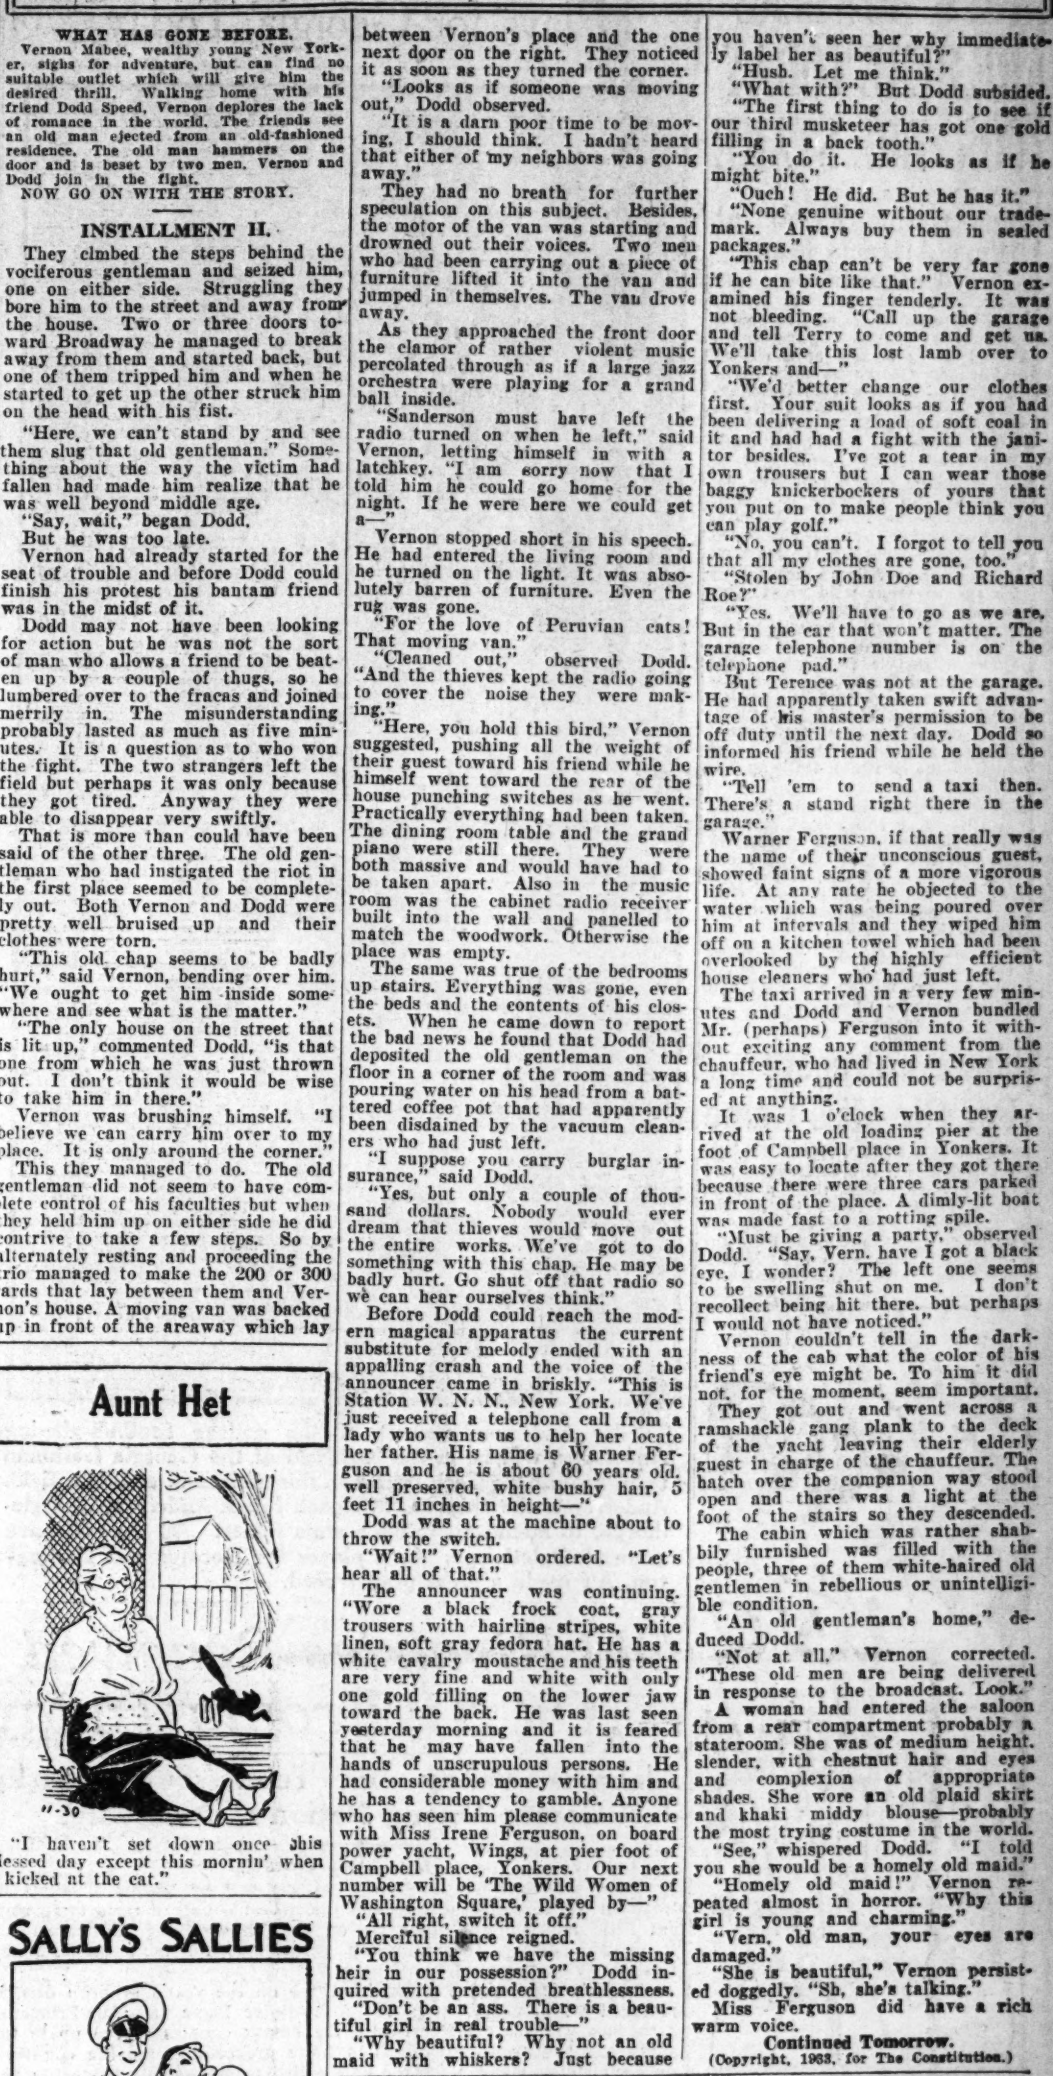 WHAT HAS GONE BEFORE.
Vernon Mabee, wealthy young New York-
er, sighs for adventure, but can find no
suitable outlet which will give him the
desired thrill. Walking home with his
friend Dodd Speed, Vernon deplores the lack
of romance in the world. The friends see
an old man ejected from an old-fashioned
residence. The old man hammers on the
door and is beset by two men. Vernon and
Dodd join in the fight.
NOW GO ON WITH THE STORY.
INSTALLMENT II.
They clmbed the steps behind the
vociferous gentleman and seized him,
one on either side. Struggling they
bore him to the street and away from
the house. Two or three doors to-
ward Broadway he managed to break
away from them and started back, but
one of them tripped him and when he
started to get up the other struck him
on the head with his fist.
"Here, we can't stand by and see
them slug that old gentleman." Some-
thing about the way the victim had
fallen had made him realize that he
was well beyond middle age.
"Say, wait," began Dodd.
But he was too late.
Vernon had already started for the
seat of trouble and before Dodd could
finish his protest his bantam friend
was in the midst of it.
Dodd may not have been looking
for action but he was not the sort
of man who allows a friend to be beat-
en up by a couple of thugs, so he
lumbered over to the fracas and joined
merrily in. The misunderstanding
probably lasted as much as five min-
utes. It is a question as to who won
the fight. The two strangers left the
field but perhaps it was only because
they got tired. Anyway they were
able to disappear very swiftly.
That is more than could have been
said of the other three. The old gen-
tleman who had instigated the riot in
the first place seemed to be complete-
ly out. Both Vernon and Dodd were
pretty well bruised up and their
clothes were torn.
"This old chap seems to be badly
hurt," said Vernon, bending over him.
"We ought to get him inside some-
where and see what is the matter."
"The only house on the street that
is lit up," commented Dodd, "is that
one from which he was just thrown
out. I don't think it would be wise
to take him in there."
Vernon was brushing himself. "I
believe we can carry him over to my
place. It is only around the corner."
This they managed to do. The old
gentleman did not seem to have com-
plete control of his faculties but when
they held him up on either side he did
contrive to take a few steps. So by
alternately resting and proceeding the
trio managed to make the 200 or 300
yards that lay between them and Ver-
non's house. A moving van was backed
up in front of the areaway which lay
Aunt Het
11-30
"I haven't set down once this
lessed day except this mornin' when
kicked at the cat."
SALLY'S SALLIES
between Vernon's place and the one
next door on the right. They noticed
it as soon as they turned the corner.
"Looks as if someone was moving
out," Dodd observed.
"It is a darn poor time to be mov-
ing, I should think. I hadn't heard
that either of my neighbors was going
away."
They had no breath for further
speculation on this subject. Besides,
the motor of the van was starting and
drowned out their voices. Two men
who had been carrying out a piece of
furniture lifted it into the van and
jumped in themselves. The van drove
away.
As they approached the front door
the clamor of rather violent music
percolated through as if a large jazz
orchestra were playing for a grand
ball inside.
"Sanderson must have left the
radio turned on when he left," said
Vernon, letting himself in with a
latchkey. "I am sorry now that I
told him he could go home for the
night. If he were here we could get
a—"
Vernon stopped short in his speech.
He had entered the living room and
he turned on the light. It was abso-
lutely barren of furniture. Even the
rug was gone.
"For the love of Peruvian cats!
That moving van."
"Cleaned out," observed Dodd.
"And the thieves kept the radio going
to cover the noise they were mak-
ing."
"Here, you hold this bird," Vernon
suggested, pushing all the weight of
their guest toward his friend while he
himself went toward the rear of the
house punching switches as he went.
Practically everything had been taken.
The dining room table and the grand
piano were still there. They were
both massive and would have had to
be taken apart. Also in the music
room was the cabinet radio receiver
built into the wall and panelled to
match the woodwork. Otherwise the
place was empty.
The same was true of the bedrooms
up stairs. Everything was gone, even
the beds and the contents of his clos-
ets. When he came down to report
the bad news he found that Dodd had
deposited the old gentleman on the
floor in a corner of the room and was
pouring water on his head from a bat-
tered coffee pot that had apparently
been disdained by the vacuum clean-
ers who had just left.
"I suppose you carry burglar in-
surance," said Dodd.
"Yes, but only a couple of thou-
sand dollars. Nobody would ever
dream that thieves would move out
the entire works. We've got to do
something with this chap. He may be
badly hurt. Go shut off that radio so
we can hear ourselves think."
Before Dodd could reach the mod-
ern magical apparatus the current
substitute for melody ended with an
appalling crash and the voice of the
announcer came in briskly. "This is
Station W. N. N., New York. We've
just received a telephone call from a
lady who wants us to help her locate
her father. His name is Warner Fer-
guson and he is about 60 years old,
well preserved, white bushy hair, 5
feet 11 inches in height—"
Dodd was at the machine about to
throw the switch.
"Wait!" Vernon ordered. "Let's
hear all of that."
The announcer was continuing.
"Wore a black frock coat, gray
trousers with hairline stripes, white
linen, soft gray fedora hat. He has a
white cavalry moustache and his teeth
are very fine and white with only
one gold filling on the lower jaw
toward the back. He was last seen
yesterday morning and it is feared
that he may have fallen into the
hands of unscrupulous persons. He
had considerable money with him and
he has a tendency to gamble. Anyone
who has seen him please communicate
with Miss Irene Ferguson, on board
power yacht, Wings, at pier foot of
Campbell place, Yonkers. Our next
number will be 'The Wild Women of
Washington Square,' played by—"
"All right, switch it off."
Merciful silence reigned.
"You think we have the missing
heir in our possession?" Dodd in-
quired with pretended breathlessness.
"Don't be an ass. There is a beau-
tiful girl in real trouble—"
"Why beautiful? Why not an old
maid with whiskers? Just because
you haven't seen her why immediate-
ly label her as beautiful?"
"Hush. Let me think."
"What with?" But Dodd subsided.
"The first thing to do is to see if
our third musketeer has got one gold
filling in a back tooth."
"You do it. He looks as if he
might bite."
"Ouch! He did. But he has it."
"None genuine without our trade-
mark. Always buy them in sealed
packages."
"This chap can't be very far gone
if he can bite like that." Vernon ex-
amined his finger tenderly. It was
not bleeding. "Call up the garage
and tell Terry to come and get us.
We'll take this lost lamb over to
Yonkers and—"
"We'd better change our clothes
first. Your suit looks as if you had
been delivering a load of soft coal in
it and had had a fight with the jani-
tor besides. I've got a tear in my
own trousers but I can wear those
baggy knickerbockers of yours that
you put on to make people think you
can play golf."
"No, you can't. I forgot to tell you
that all my clothes are gone, too."
"Stolen by John Doe and Richard
Roe?"
"Yes. We'll have to go as we are.
But in the car that won't matter. The
garage telephone number is on the
telephone pad."
But Terence was not at the garage.
He had apparently taken swift advan-
tage of his master's permission to be
off duty until the next day. Dodd so
informed his friend while he held the
wire.
"Tell 'em to send a taxi then.
There's a stand right there in the
garage."
Warner Ferguson, if that really was
the name of their unconscious guest,
showed faint signs of a more vigorous
life. At any rate he objected to the
water which was being poured over
him at intervals and they wiped him
off on a kitchen towel which had been
overlooked by the highly efficient
house cleaners who had just left.
The taxi arrived in a very few min-
utes and Dodd and Vernon bundled
Mr. (perhaps) Ferguson into it with-
out exciting any comment from the
chauffeur, who had lived in New York
a long time and could not be surpris-
ed at anything.
It was 1 o'clock when they ar-
rived at the old loading pier at the
foot of Campbell place in Yonkers. It
was easy to locate after they got there
because there were three cars parked
in front of the place. A dimly-lit boat
was made fast to a rotting spile.
"Must be giving a party," observed
Dodd. "Say, Vern, have I got a black
eye, I wonder? The left one seems
to be swelling shut on me. I don't
recollect being hit there, but perhaps
I would not have noticed."
Vernon couldn't tell in the dark-
ness of the cab what the color of his
friend's eye might be. To him it did
not, for the moment, seem important.
They got out and went across a
ramshackle gang plank to the deck
of the yacht leaving their elderly
guest in charge of the chauffeur. The
hatch over the companion way stood
open and there was a light at the
foot of the stairs so they descended.
The cabin which was rather shab-
bily furnished was filled with the
people, three of them white-haired old
gentlemen in rebellious or unintelligi-
ble condition.
"An old gentleman's home," de-
duced Dodd.
"Not at all," Vernon corrected.
"These old men are being delivered
in response to the broadcast. Look."
A woman had entered the saloon
from a rear compartment probably a
stateroom. She was of medium height,
slender, with chestnut hair and eyes
and complexion of appropriate
shades. She wore an old plaid skirt
and khaki middy blouse—probably
the most trying costume in the world.
"See," whispered Dodd. "I told
you she would be a homely old maid."
"Homely old maid!" Vernon re-
peated almost in horror. "Why this
girl is young and charming."
"Vern, old man, your eyes are
damaged."
"She is beautiful," Vernon persist-
ed doggedly. "Sh, she's talking."
Miss Ferguson did have a rich
warm voice.
Continued Tomorrow.
(Copyright, 1933, for The Constitution.)